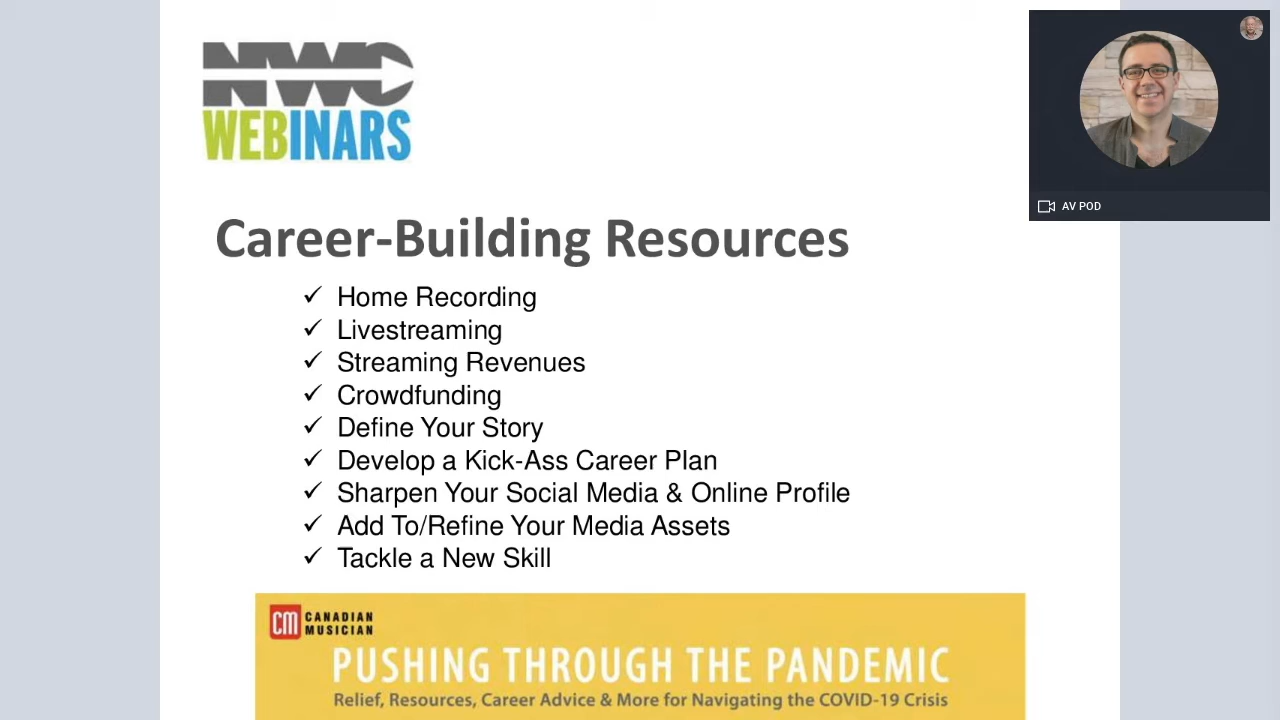 NWC
WEBINARS
AV POD
Career-Building Resources
✓ Home Recording
✓ Livestreaming
✓ Streaming Revenues
✓ Crowdfunding
✓ Define Your Story
✓ Develop a Kick-Ass Career Plan
✓ Sharpen Your Social Media & Online Profile
✓ Add To/Refine Your Media Assets
✓ Tackle a New Skill
CM CANADIAN
MUSICIAN
PUSHING THROUGH THE PANDEMIC
Relief, Resources, Career Advice & More for Navigating the COVID-19 Crisis